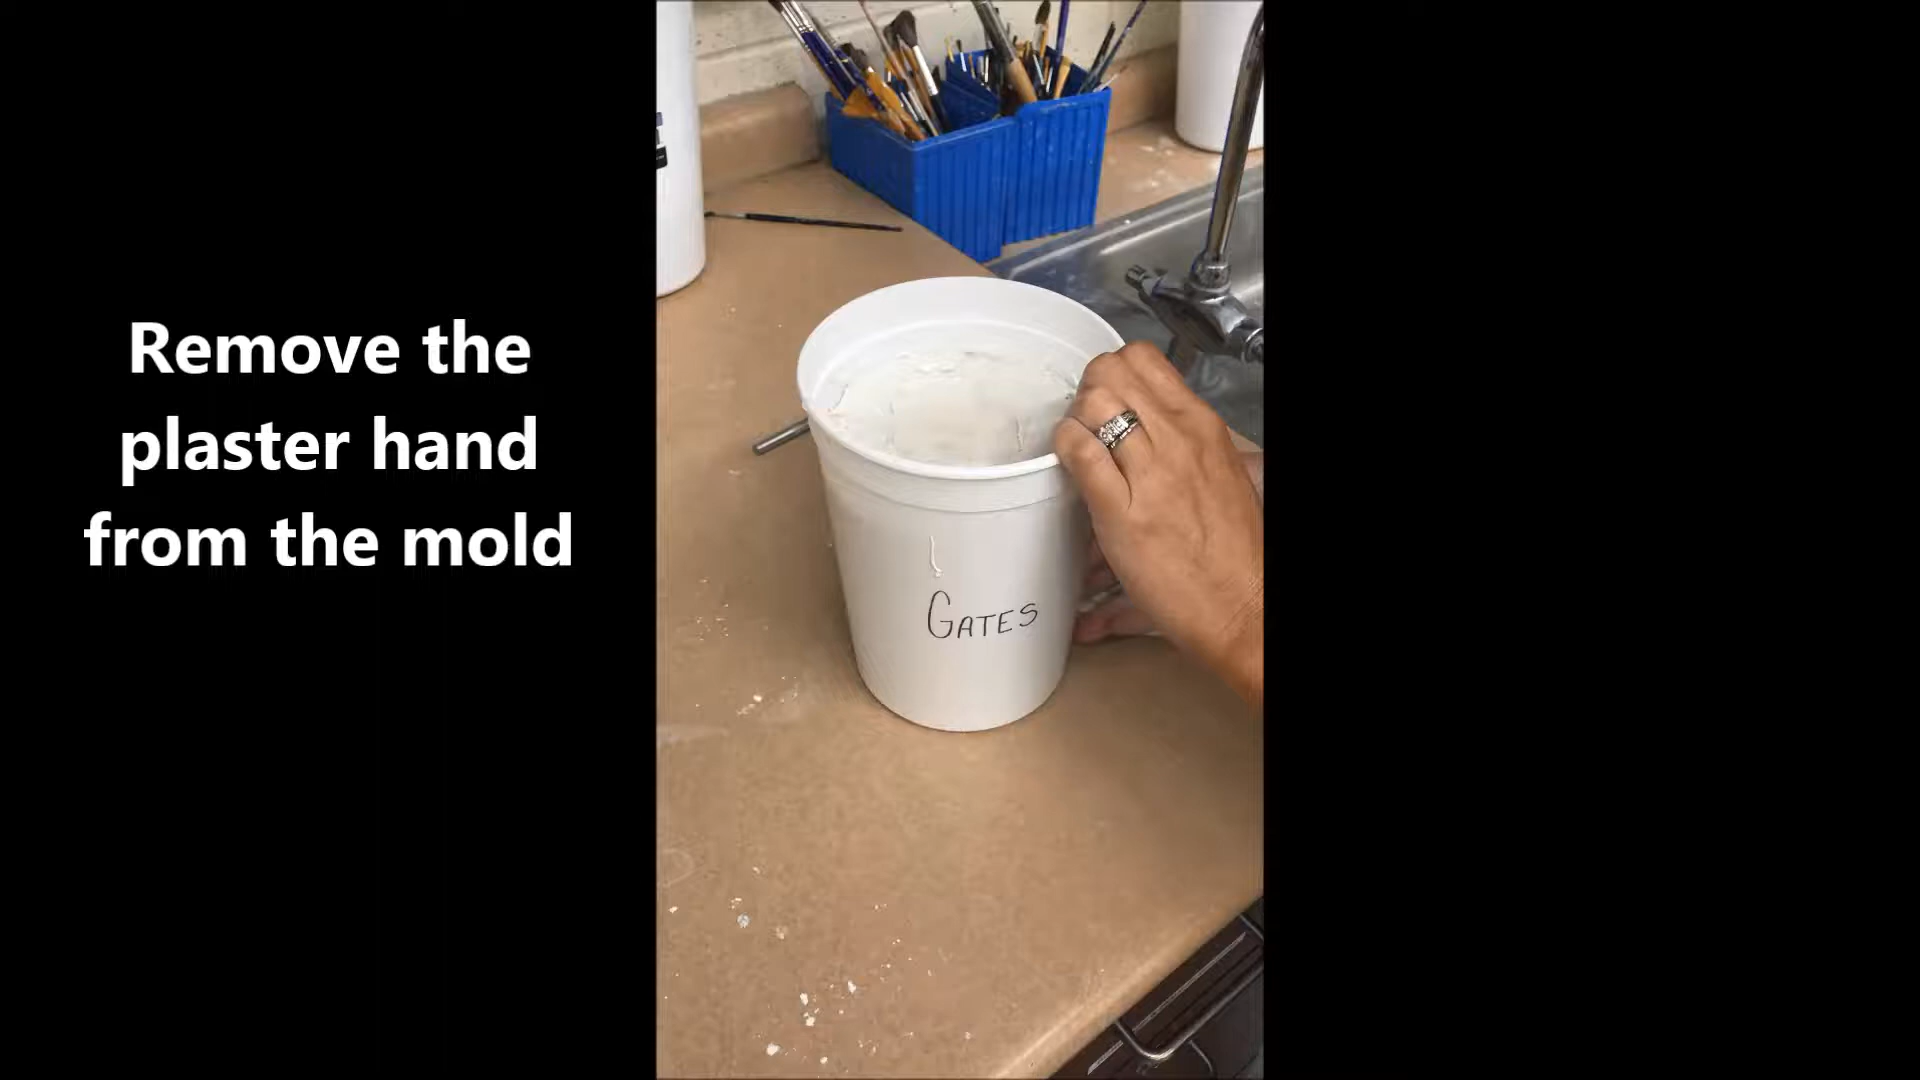 Remove the
plaster hand
from the mold
GATES